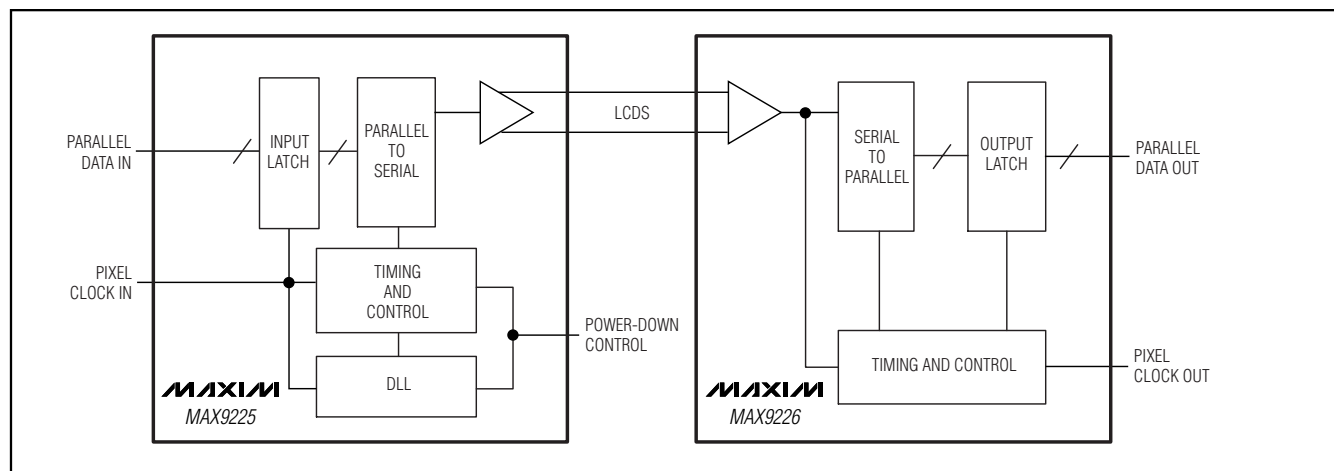 PARALLEL
DATA IN
INPUT
LATCH
PARALLEL
TO
SERIAL
PIXEL
CLOCK IN
TIMING
AND
CONTROL
DLL
POWER-DOWN
CONTROL
MAXIM
MAX9225
LCDS
SERIAL
TO
PARALLEL
OUTPUT
LATCH
PARALLEL
DATA OUT
TIMING AND CONTROL
PIXEL
CLOCK OUT
MAXIM
MAX9226